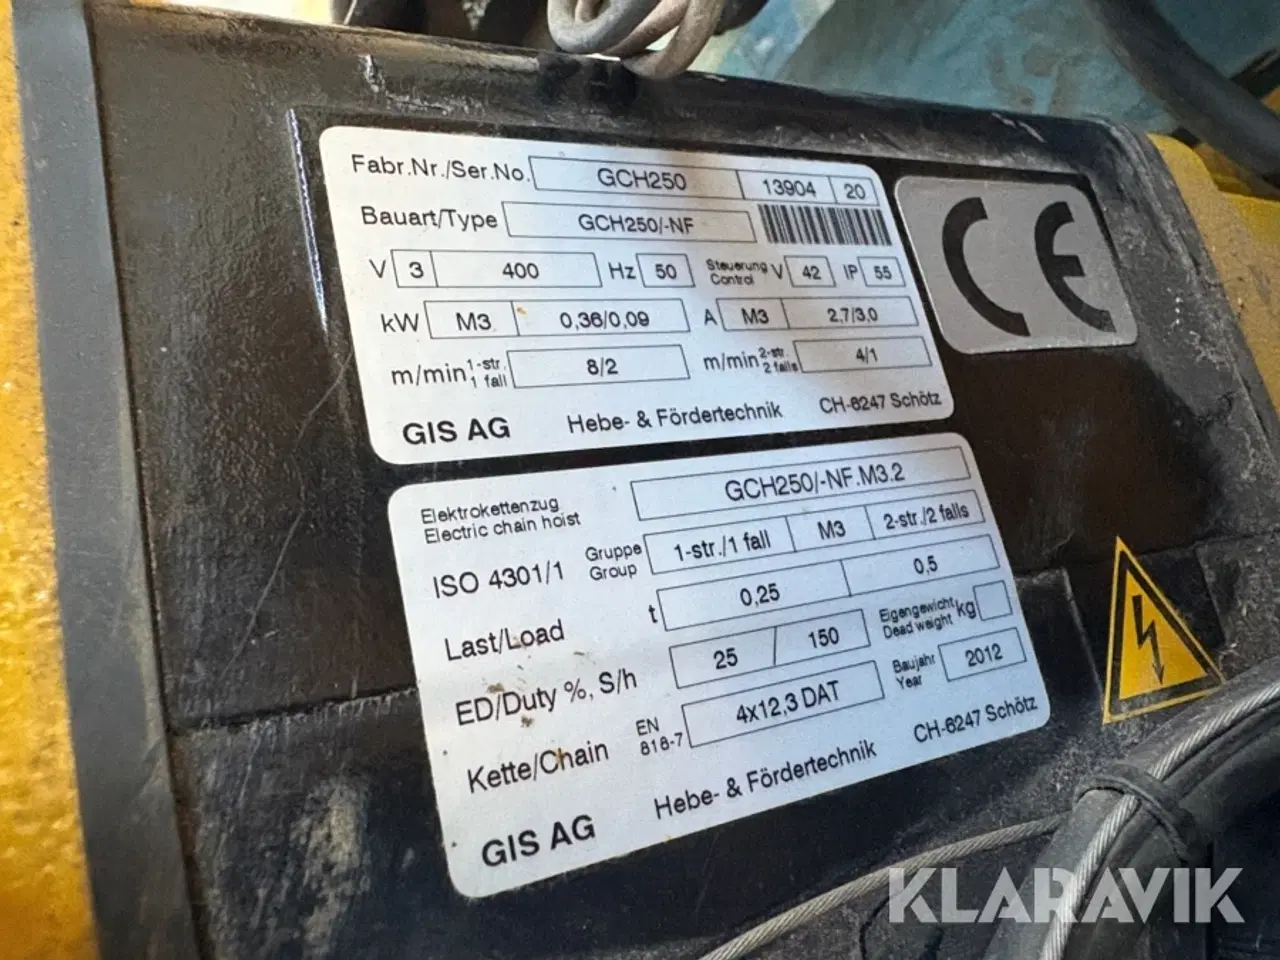 Fabr.Nr./Ser.No. GCH250 13904 20
Bauart/Type GCH250/-NF
V 3 400 Hz 50 Steuerung Control V 42 IP 55
kW M3 0,36/0,09 A M3 2.7/3,0
m/min 1-str. 1 fall 8/2 m/min 2-str. 2 falls 4/1
GIS AG Hebe- & Fördertechnik CH-6247 Schötz
CE
Elektrokettenzug
Electric chain hoist
GCH250/-NF.M3.2
ISO 4301/1 Gruppe Group 1-str./1 fall M3 2-str./2 falls
Last/Load t 0,25 0,5
ED/Duty %, S/h 25 / 150 Eigengewicht Dead weight kg
Kette/Chain EN 818-7 4x12,3 DAT Baujahr Year 2012
GIS AG Hebe- & Fördertechnik CH-6247 Schötz
KLARAVIK